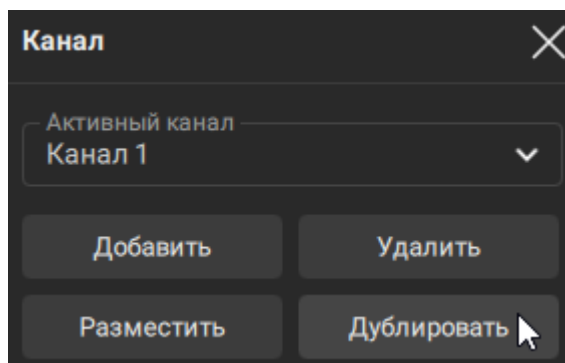 Канал
Активный канал
Канал 1
Добавить
Удалить
Разместить
Дублировать